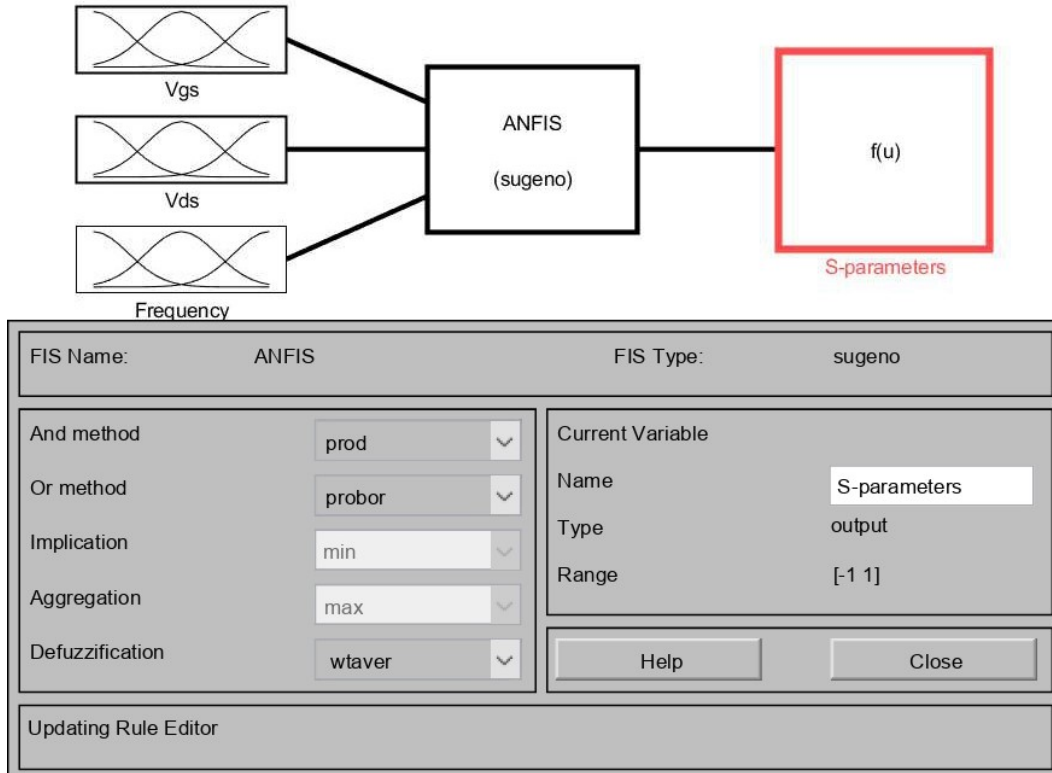 Vgs
Vds
Frequency
ANFIS
(sugeno)
f(u)
S-parameters
FIS Name: ANFIS FIS Type: sugeno
And method prod
Or method probor
Implication min
Aggregation max
Defuzzification wtaver
Current Variable
Name S-parameters
Type output
Range [-1 1]
Help Close
Updating Rule Editor